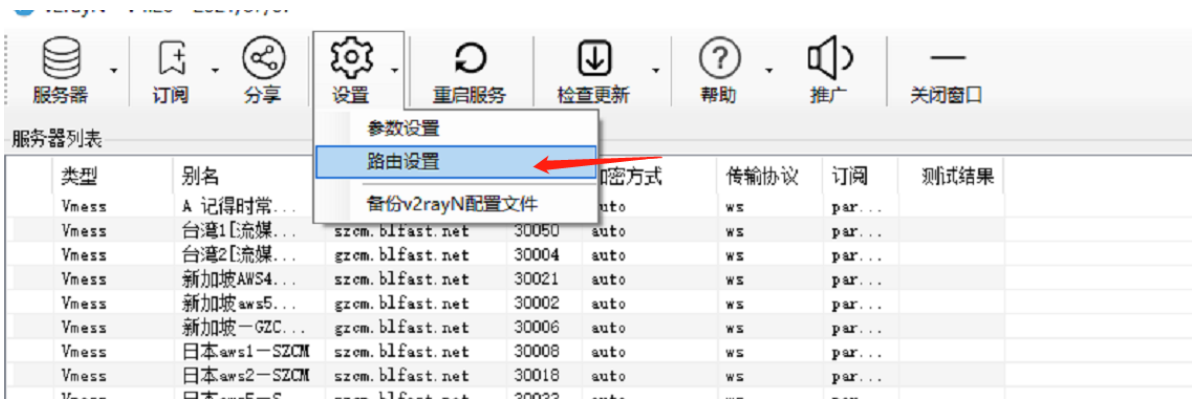 服务器 订阅 分享 设置 重启服务 检查更新 帮助 推广 关闭窗口
参数设置
服务器列表
路由设置
备份v2rayN配置文件
类型 别名 密方式 传输协议 订阅 测试结果
Vmess A 记得时常... auto ws par...
Vmess 台湾1[流媒... szcm.blfast.net 30050 auto ws par...
Vmess 台湾2[流媒... gzcm.blfast.net 30004 auto ws par...
Vmess 新加坡AWS4... szcm.blfast.net 30021 auto ws par...
Vmess 新加坡aws5... gzcm.blfast.net 30002 auto ws par...
Vmess 新加坡一GZC... gzcm.blfast.net 30006 auto ws par...
Vmess 日本aws1一SZCM szcm.blfast.net 30008 auto ws par...
Vmess 日本aws2一SZCM szcm.blfast.net 30018 auto ws par...